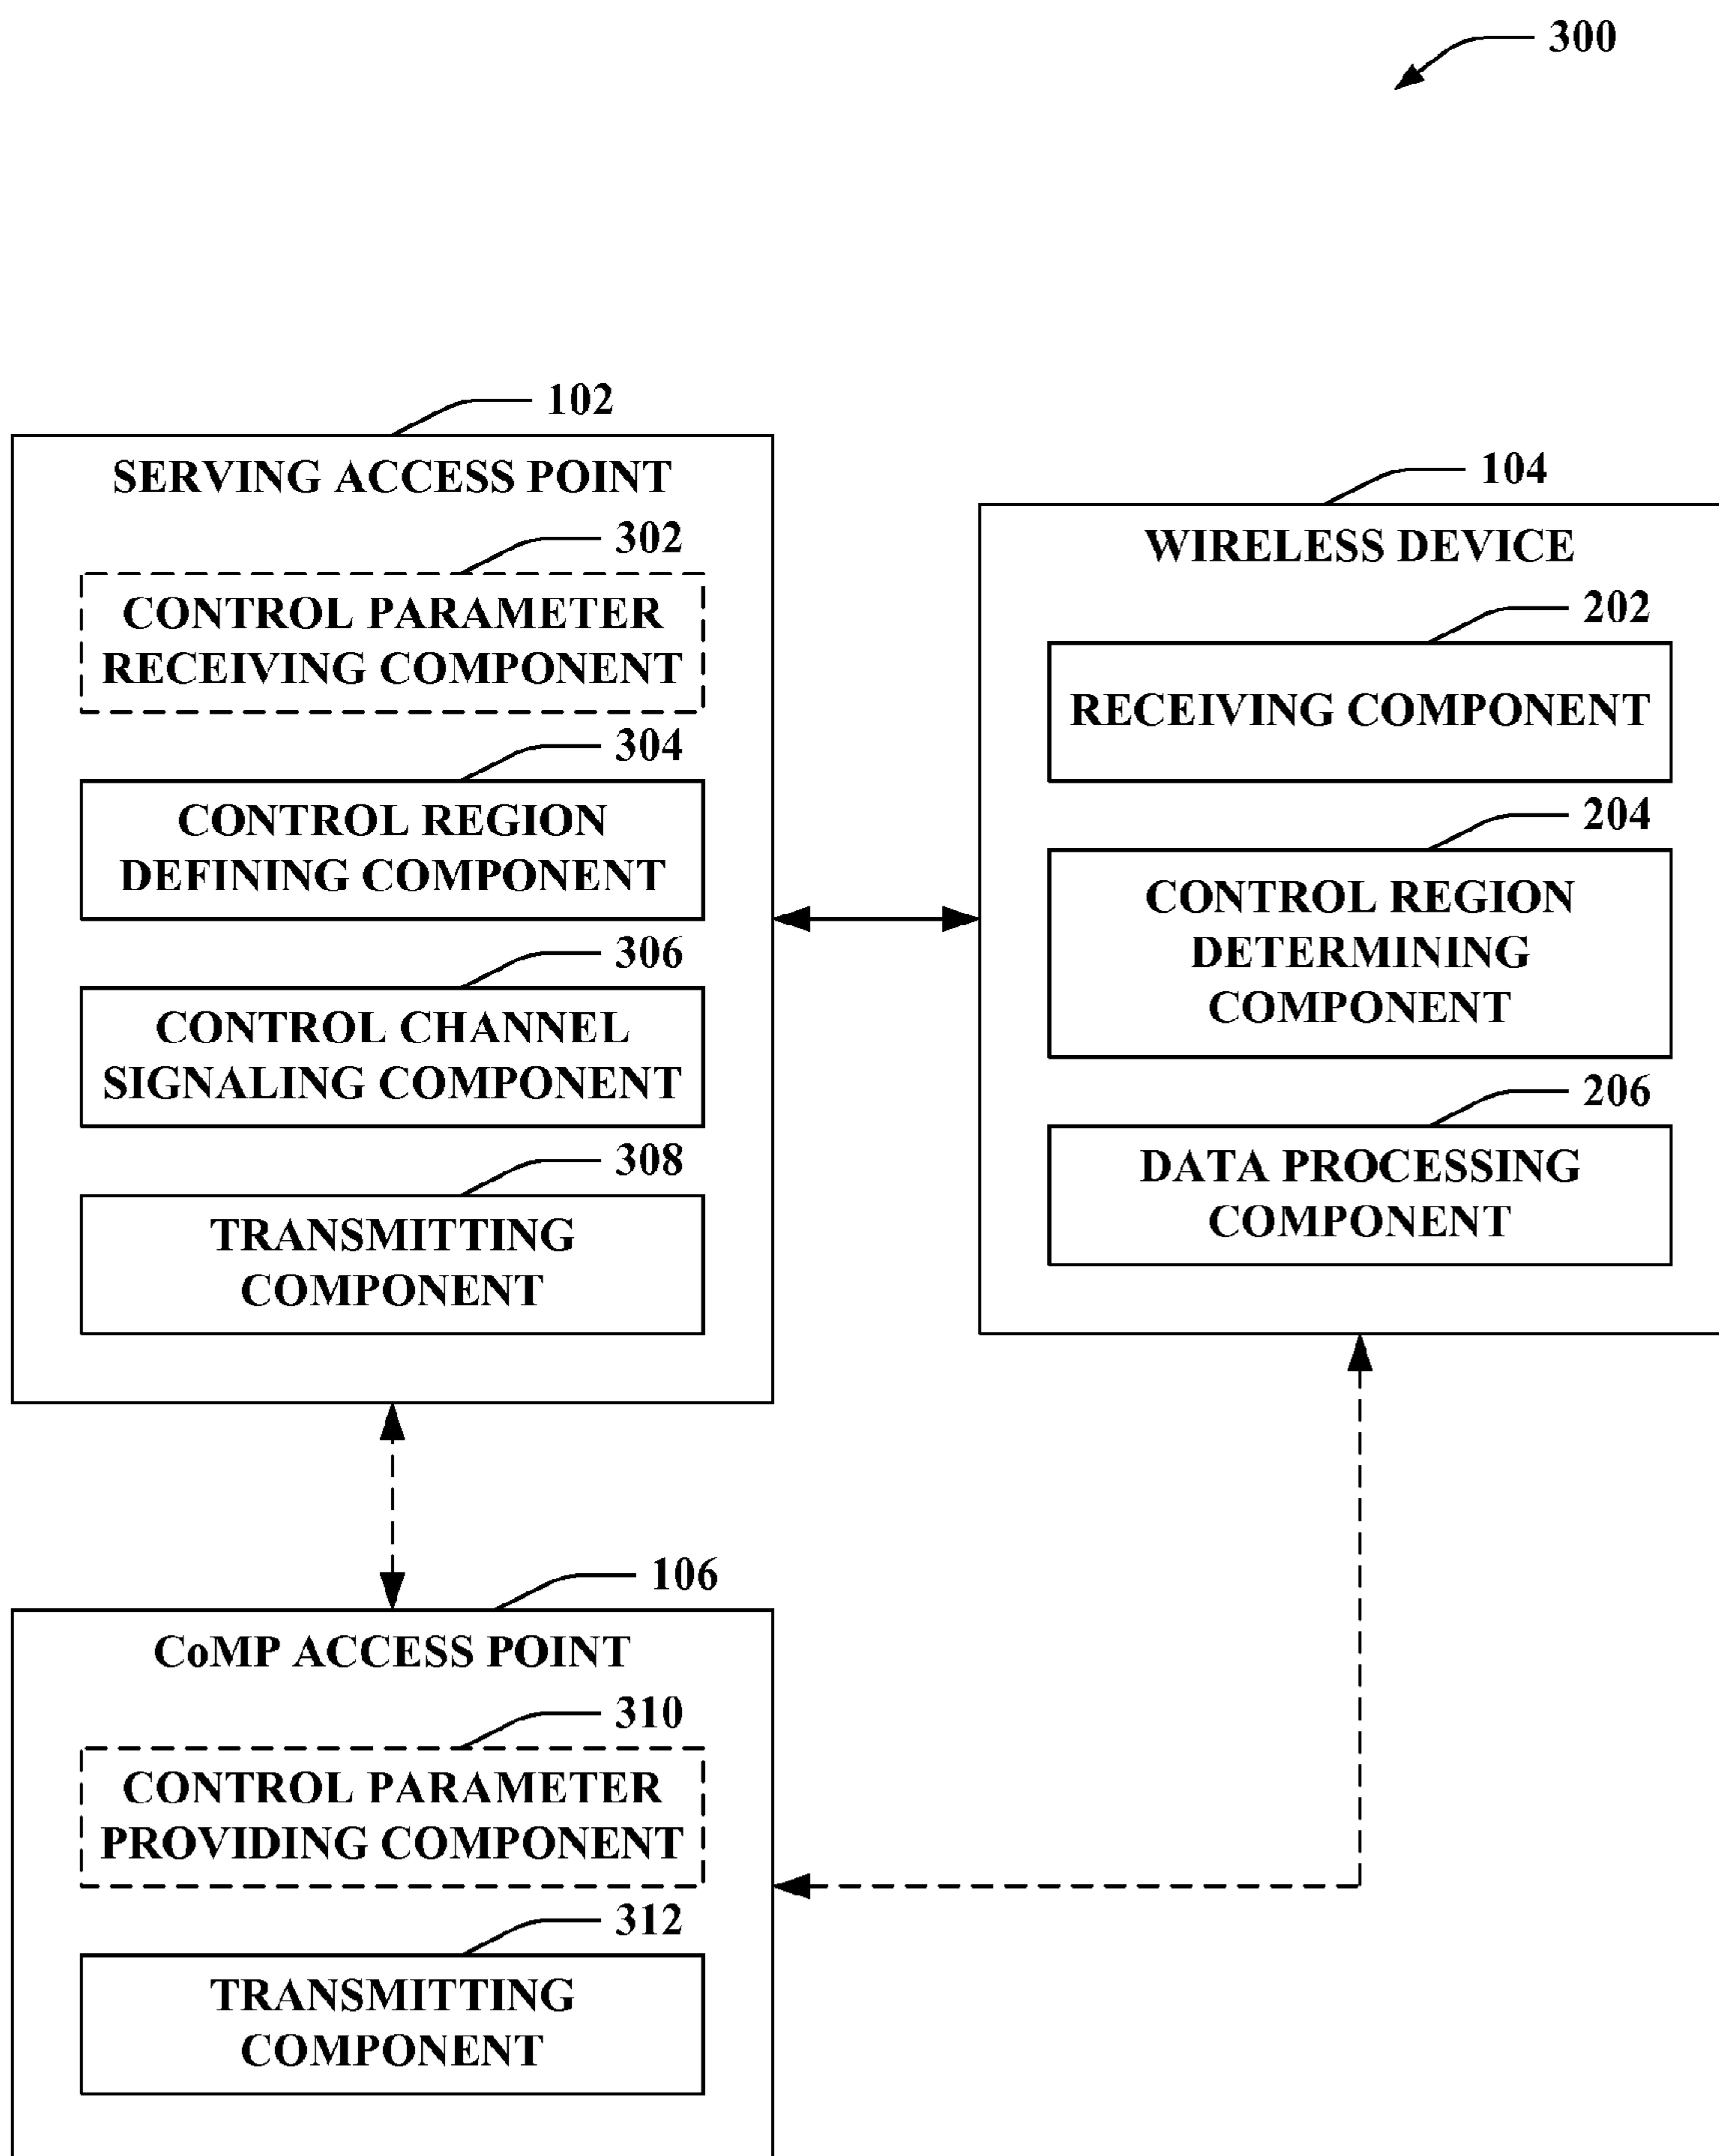 300
102
SERVING ACCESS POINT
302
CONTROL PARAMETER
RECEIVING COMPONENT
304
CONTROL REGION
DEFINING COMPONENT
306
CONTROL CHANNEL
SIGNALING COMPONENT
308
TRANSMITTING
COMPONENT
104
WIRELESS DEVICE
202
RECEIVING COMPONENT
204
CONTROL REGION
DETERMINING
COMPONENT
206
DATA PROCESSING
COMPONENT
106
CoMP ACCESS POINT
310
CONTROL PARAMETER
PROVIDING COMPONENT
312
TRANSMITTING
COMPONENT